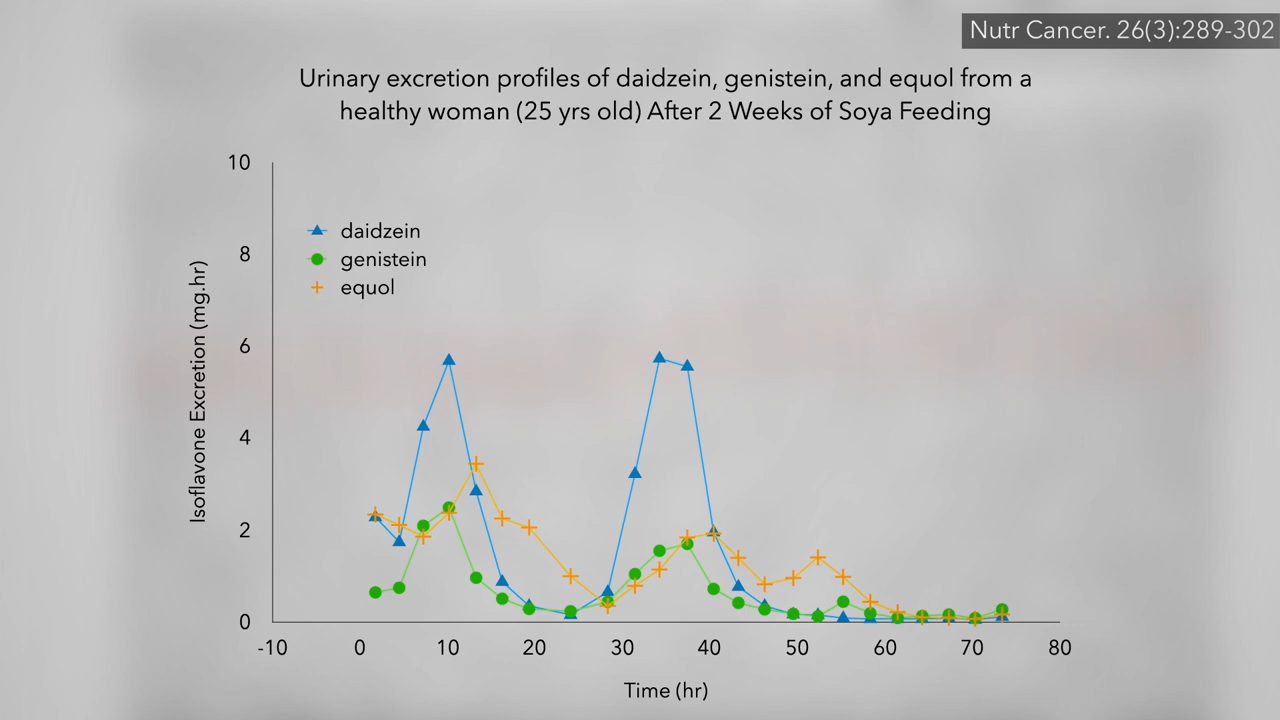 Nutr Cancer. 26(3):289-302
Urinary excretion profiles of daidzein, genistein, and equol from a
healthy woman (25 yrs old) After 2 Weeks of Soya Feeding
10
8
6
4
2
0
Isoflavone Excretion (mg.hr)
daidzein
genistein
equol
-10 0 10 20 30 40 50 60 70 80
Time (hr)